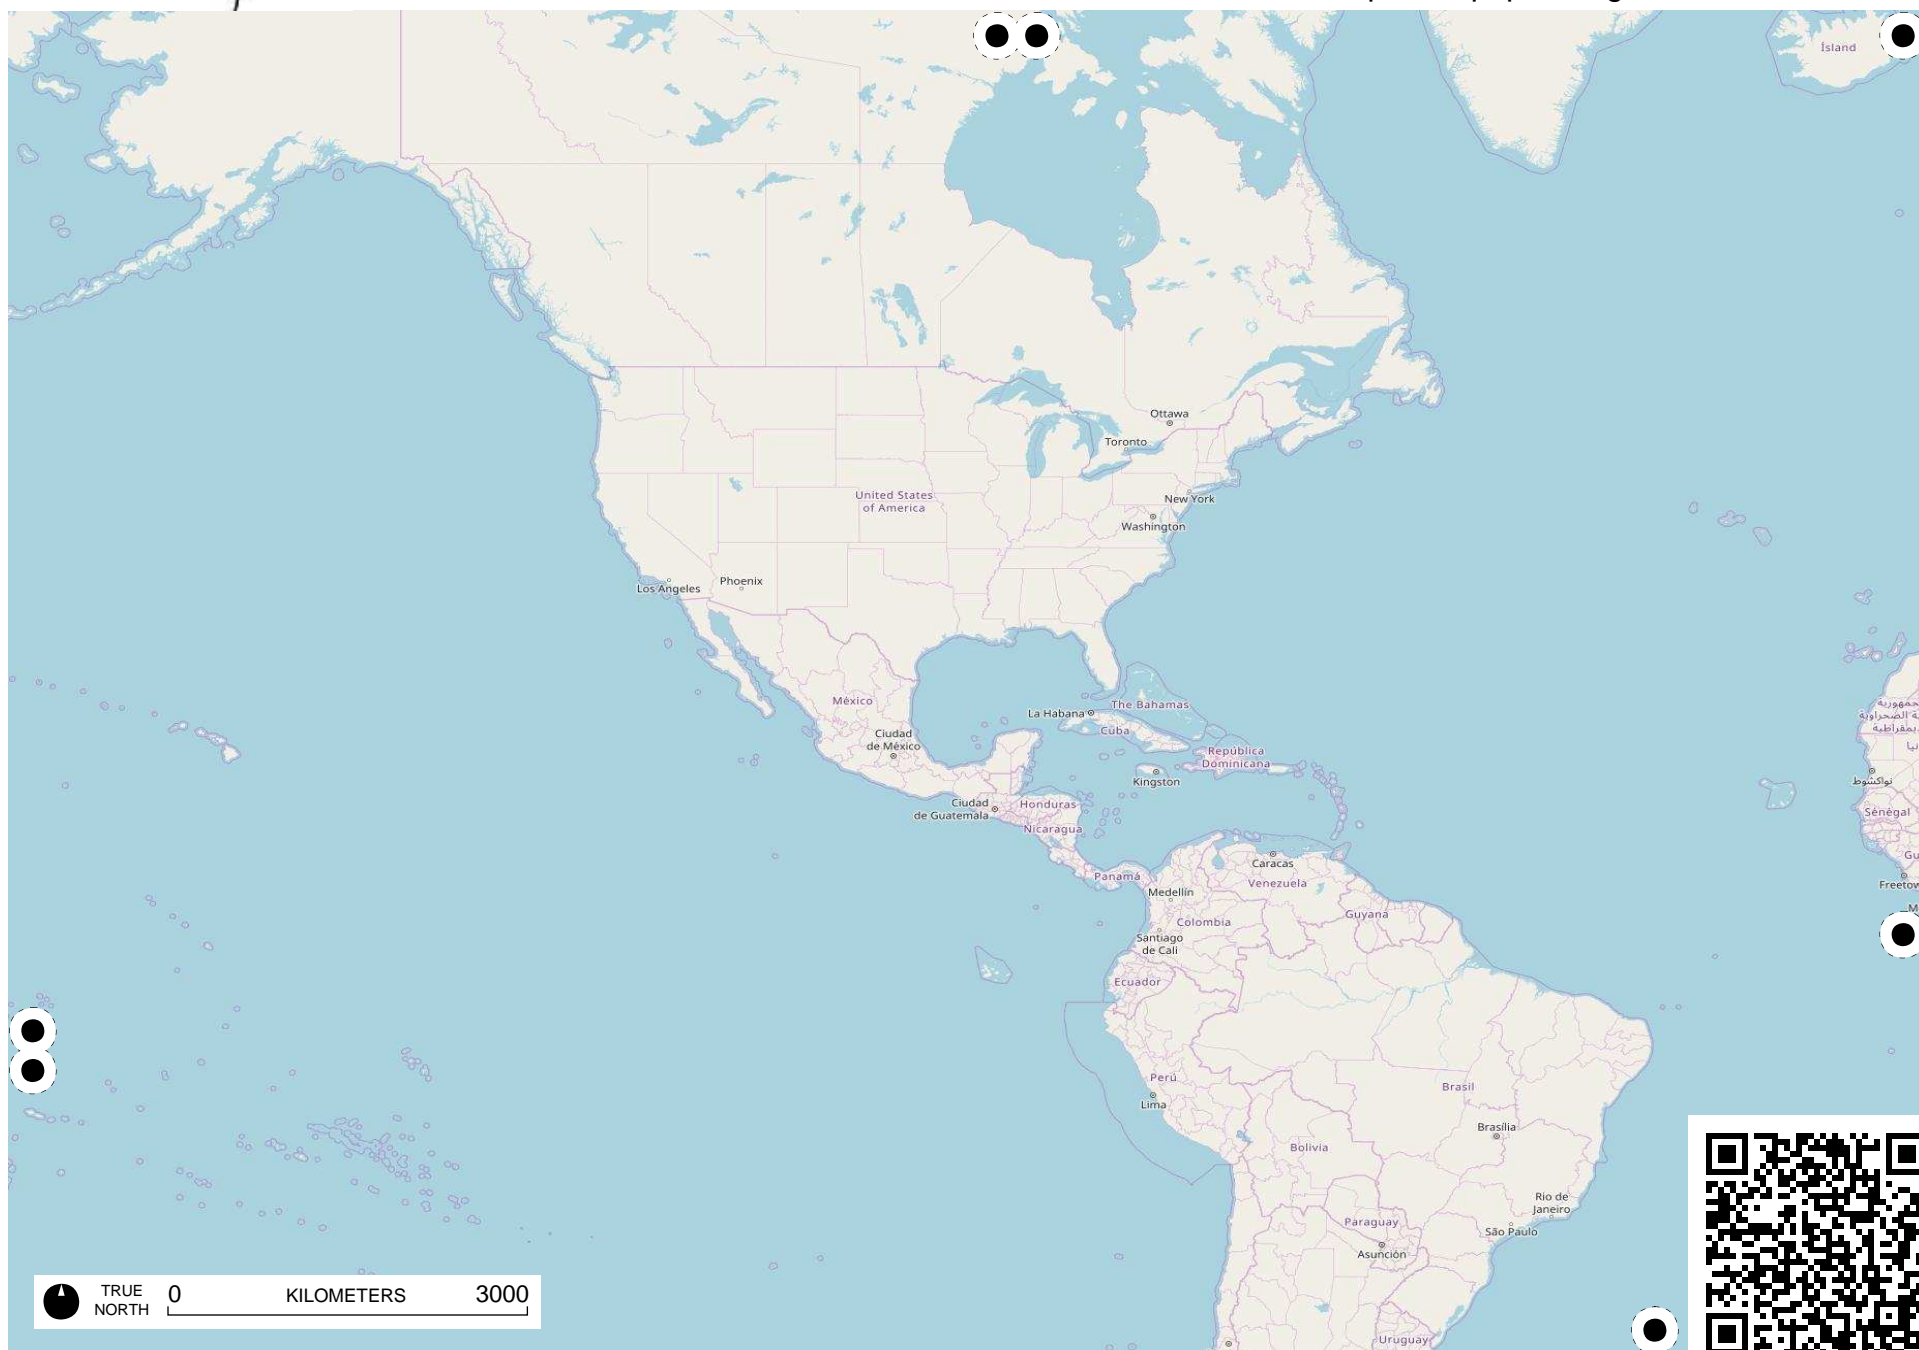 Ísland
Ottawa
Toronto
New York
Washington
United States
of America
Los Angeles
Phoenix
México
Ciudad
de México
La Habana
The Bahamas
Cuba
República
Dominicana
Kingston
Ciudad
de Guatemala
Honduras
Nicaragua
نواكشوط
Sénégal
Caracas
Panamá
Venezuela
Medellín
Colombia
Guyana
Santiago
de Cali
Ecuador
Perú
Lima
Brasil
Brasília
Bolivia
Rio de
Janeiro
São Paulo
Paraguay
Asunción
Uruguay
TRUE
NORTH
0
KILOMETERS
3000